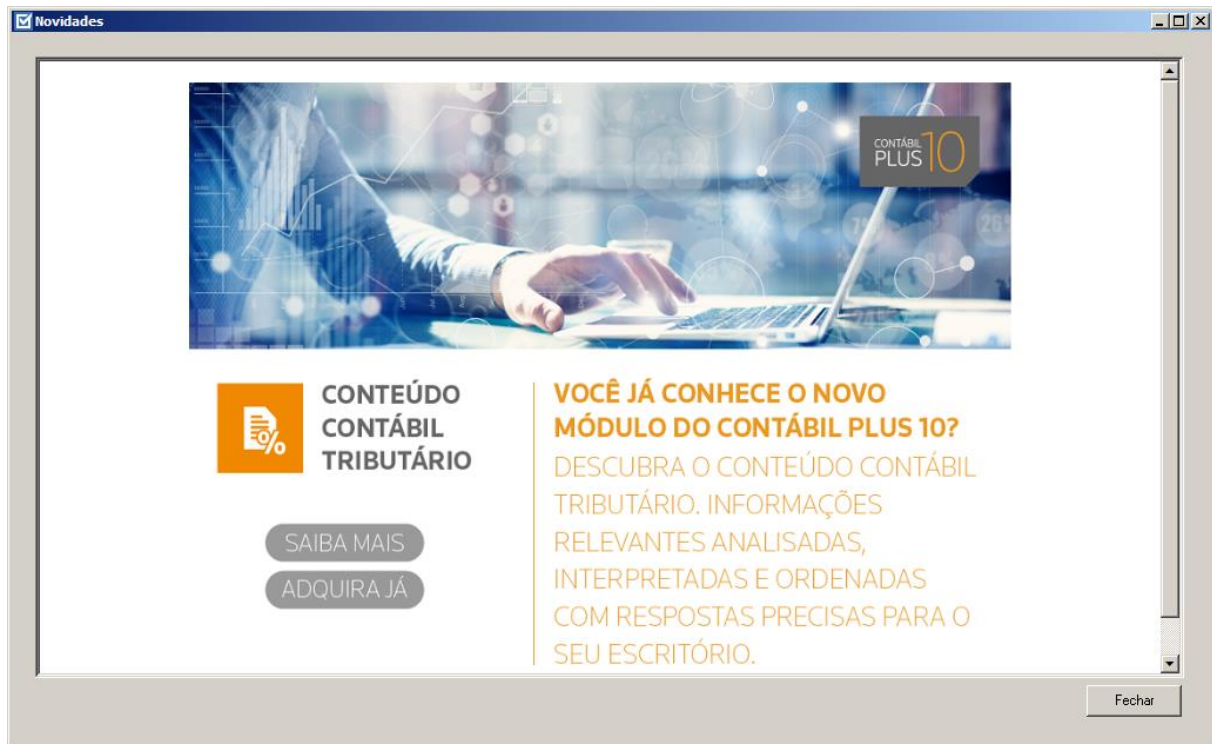 Novidades
CONTÁBIL
PLUS 10
CONTEÚDO
CONTÁBIL
TRIBUTÁRIO
SAIBA MAIS
ADQUIRA JÁ
VOCÊ JÁ CONHECE O NOVO
MÓDULO DO CONTÁBIL PLUS 10?
DESCUBRA O CONTEÚDO CONTÁBIL
TRIBUTÁRIO. INFORMAÇÕES
RELEVANTES ANALISADAS,
INTERPRETADAS E ORDENADAS
COM RESPOSTAS PRECISAS PARA O
SEU ESCRITÓRIO.
Fechar